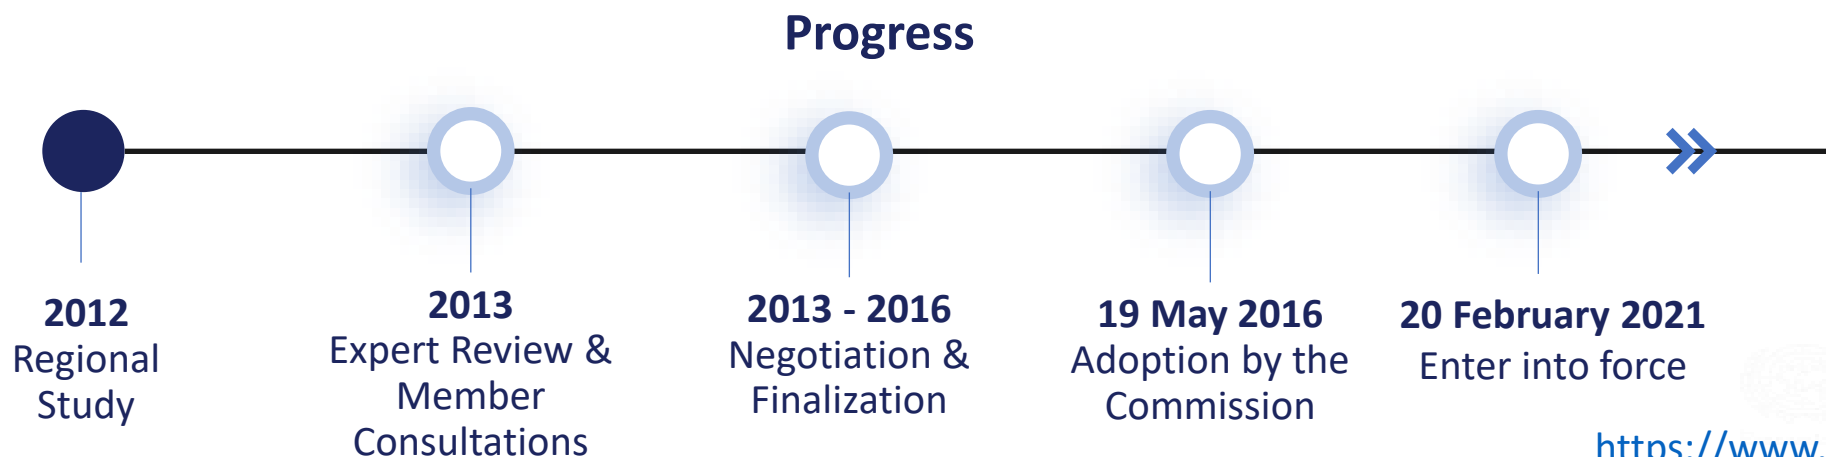 Progress
2012
Regional
Study
2013
Expert Review &
Member
Consultations
2013 - 2016
Negotiation &
Finalization
19 May 2016
Adoption by the
Commission
20 February 2021
Enter into force
https://www.